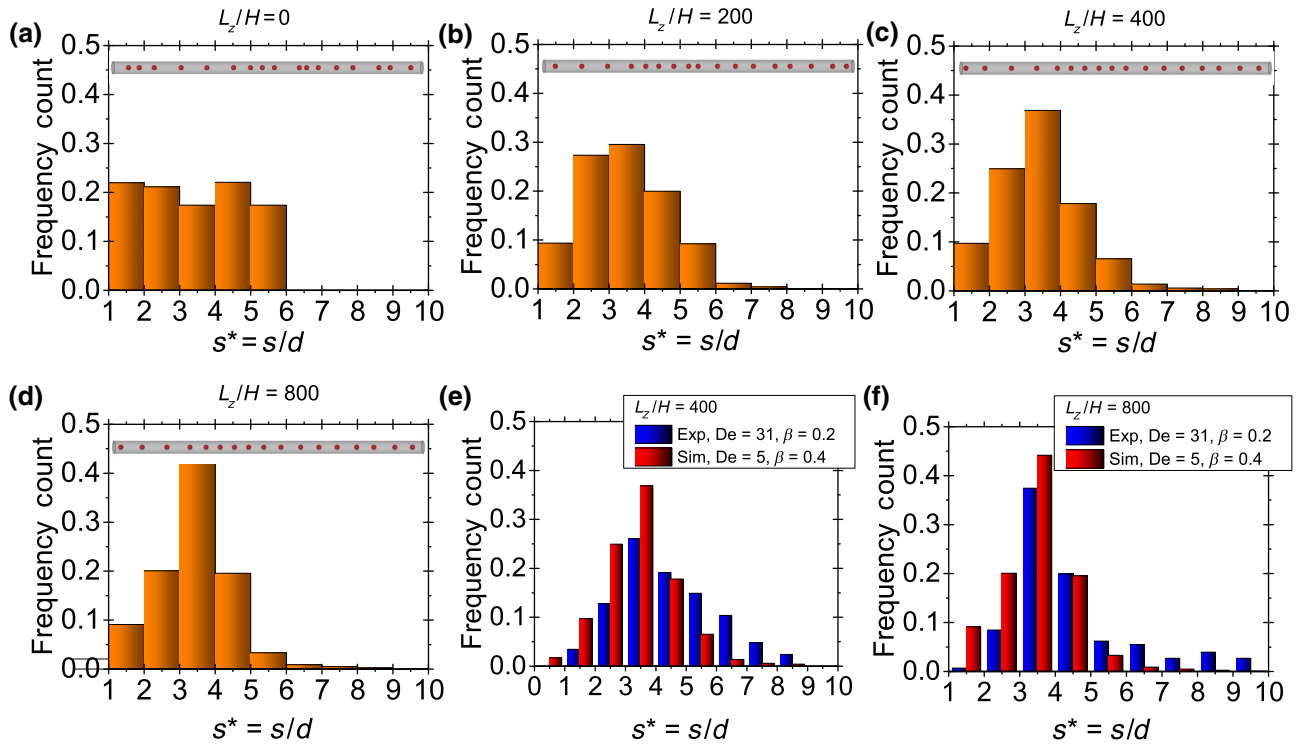 (a)
L_z/H=0
Frequency count
0.5
0.4
0.3
0.2
0.1
0.0
1 2 3 4 5 6 7 8 9 10
s*=s/d
(b)
L_z/H = 200
Frequency count
0.5
0.4
0.3
0.2
0.1
0.0
1 2 3 4 5 6 7 8 9 10
s* = s/d
(c)
L_z/H = 400
Frequency count
0.5
0.4
0.3
0.2
0.1
0.0
1 2 3 4 5 6 7 8 9 10
s* = s/d
(d)
L_z/H = 800
Frequency count
0.5
0.4
0.3
0.2
0.1
0.0
1 2 3 4 5 6 7 8 9 10
s* = s/d
(e)
L_z/H = 400
Exp, De = 31, β = 0.2
Sim, De = 5, β = 0.4
Frequency count
0.5
0.4
0.3
0.2
0.1
0.0
0 1 2 3 4 5 6 7 8 9 10
s* = s/d
(f)
L_z/H = 800
Exp, De = 31, β = 0.2
Sim, De = 5, β = 0.4
Frequency count
0.5
0.4
0.3
0.2
0.1
0.0
1 2 3 4 5 6 7 8 9 10
s* = s/d